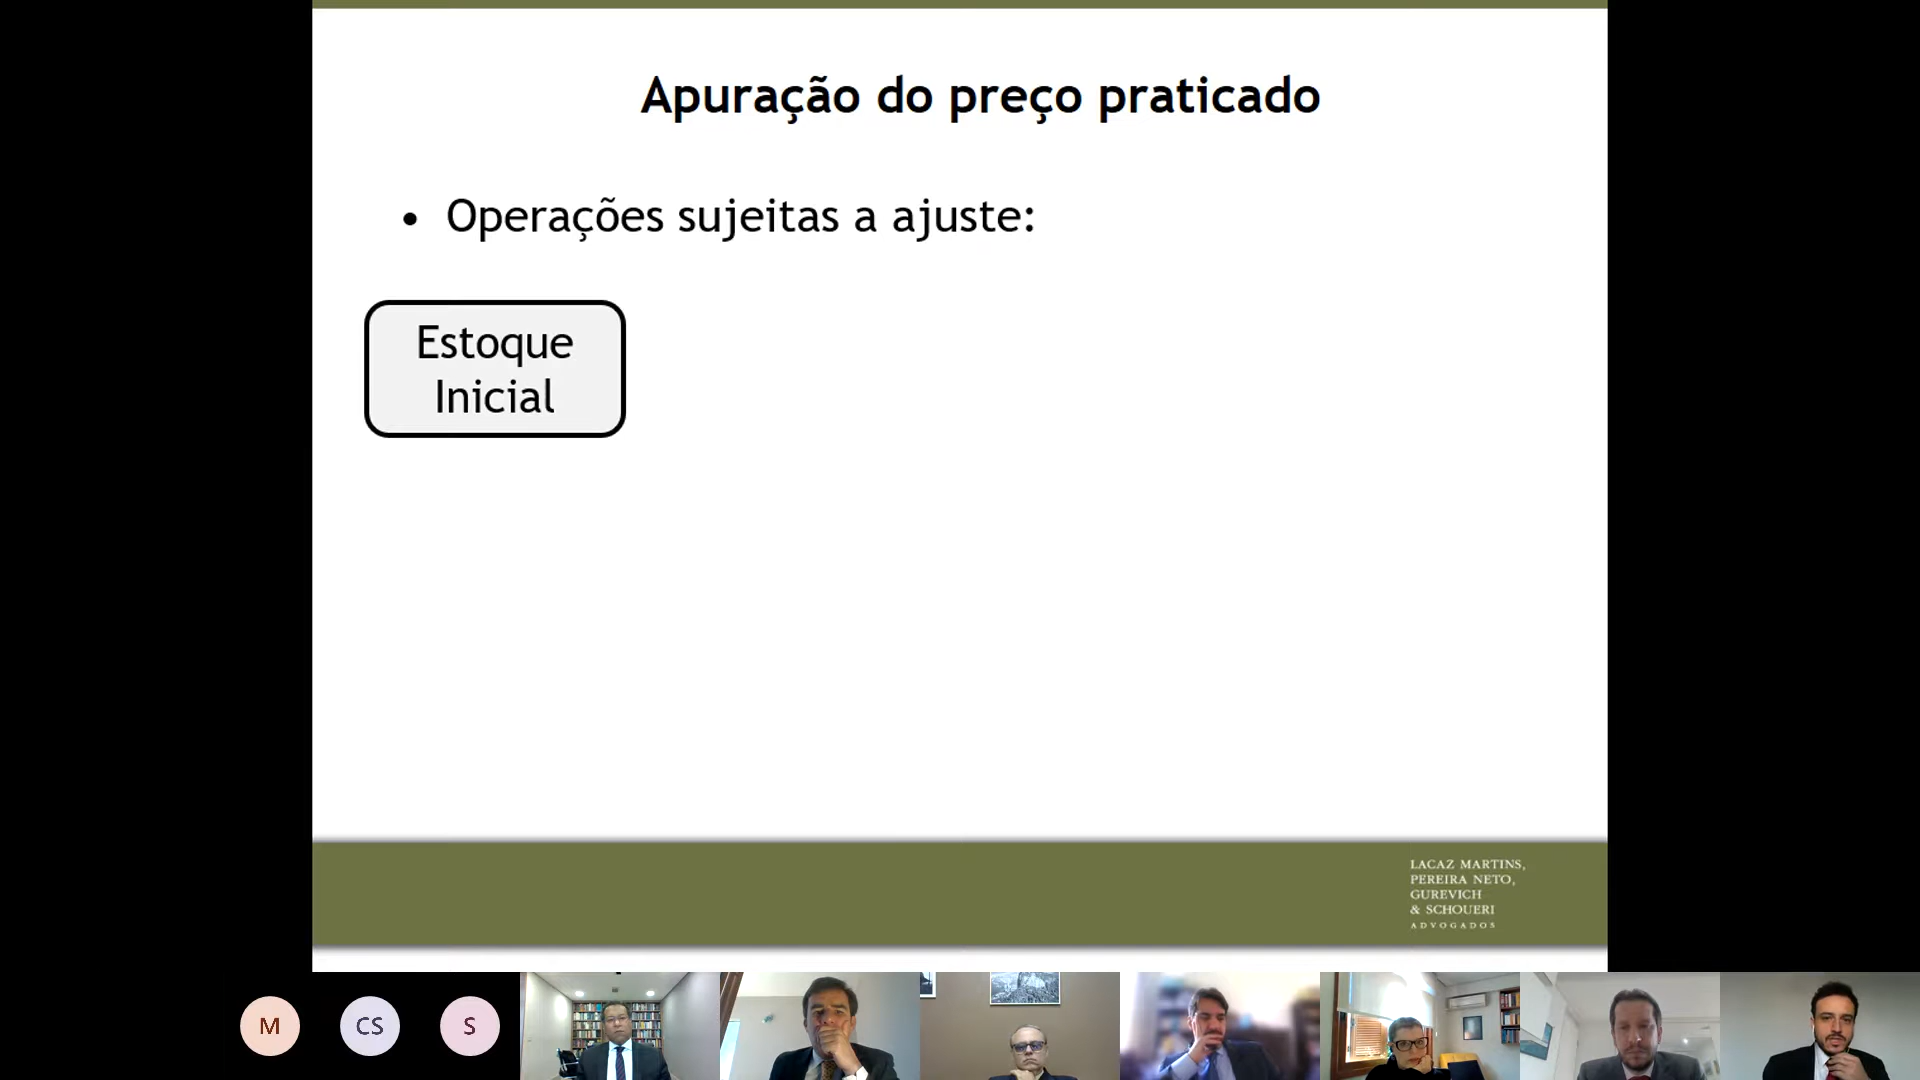 Apuração do preço praticado
• Operações sujeitas a ajuste:
Estoque
Inicial
LACAZ MARTINS,
PEREIRA NETO,
GUREVICH
& SCHOUERI
ADVOGADOS
M
CS
S